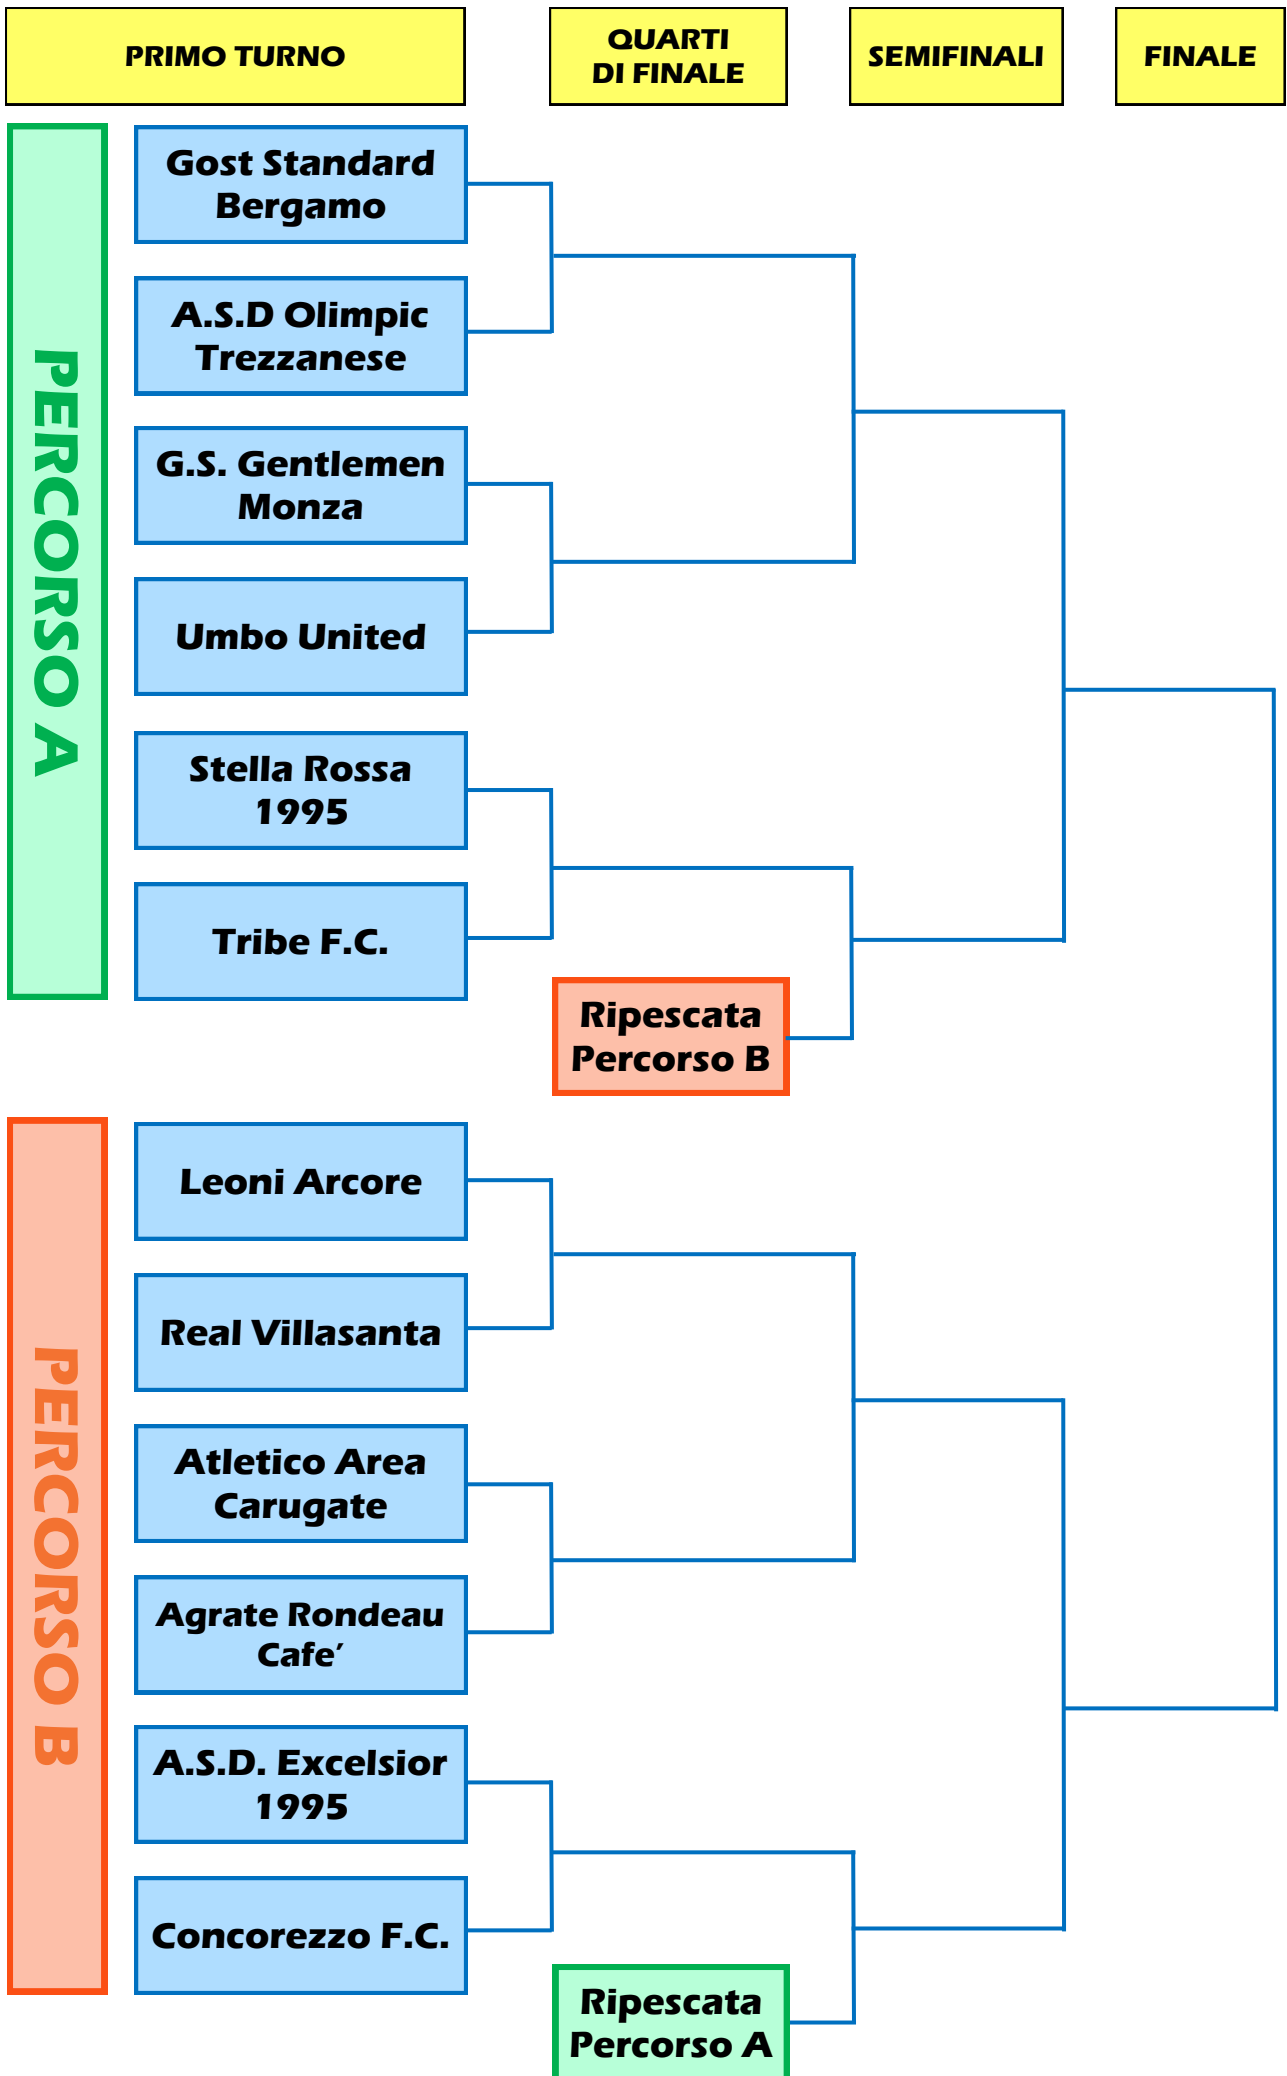 PRIMO TURNO
QUARTI
DI FINALE
SEMIFINALI
FINALE
PERCORSO A
Gost Standard
Bergamo
A.S.D Olimpic
Trezzanese
G.S. Gentlemen
Monza
Umbo United
Stella Rossa
1995
Tribe F.C.
Ripescata
Percorso B
PERCORSO B
Leoni Arcore
Real Villasanta
Atletico Area
Carugate
Agrate Rondeau
Cafe’
A.S.D. Excelsior
1995
Concorezzo F.C.
Ripescata
Percorso A